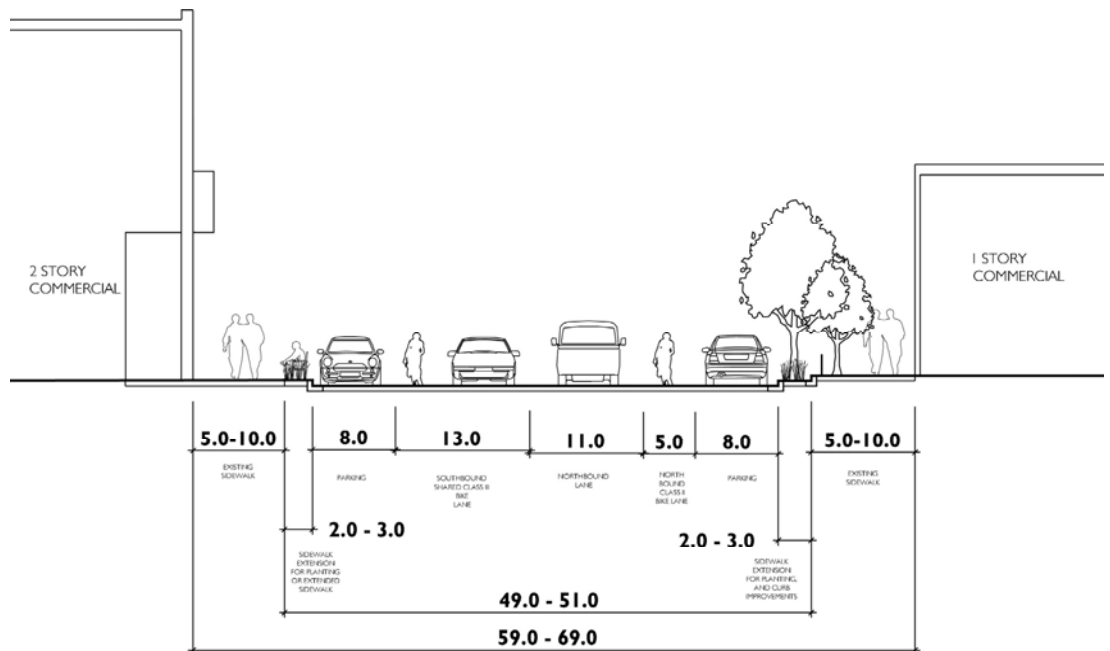 2 STORY
COMMERCIAL
1 STORY
COMMERCIAL
5.0-10.0
8.0
13.0
11.0
5.0
8.0
5.0-10.0
EXISTING
SIDEWALK
PARKING
SOUTHBOUND
SHARED CLASS III
BIKE
LANE
NORTHBOUND
LANE
NORTH
BOUND
CLASS II
BIKE LANE
PARKING
EXISTING
SIDEWALK
2.0 - 3.0
2.0 - 3.0
SIDEWALK
EXTENSION
FOR PLANTING
OR EXTENDED
SIDEWALK
SIDEWALK
EXTENSION
FOR PLANTING,
AND CURB
IMPROVEMENTS
49.0 - 51.0
59.0 - 69.0